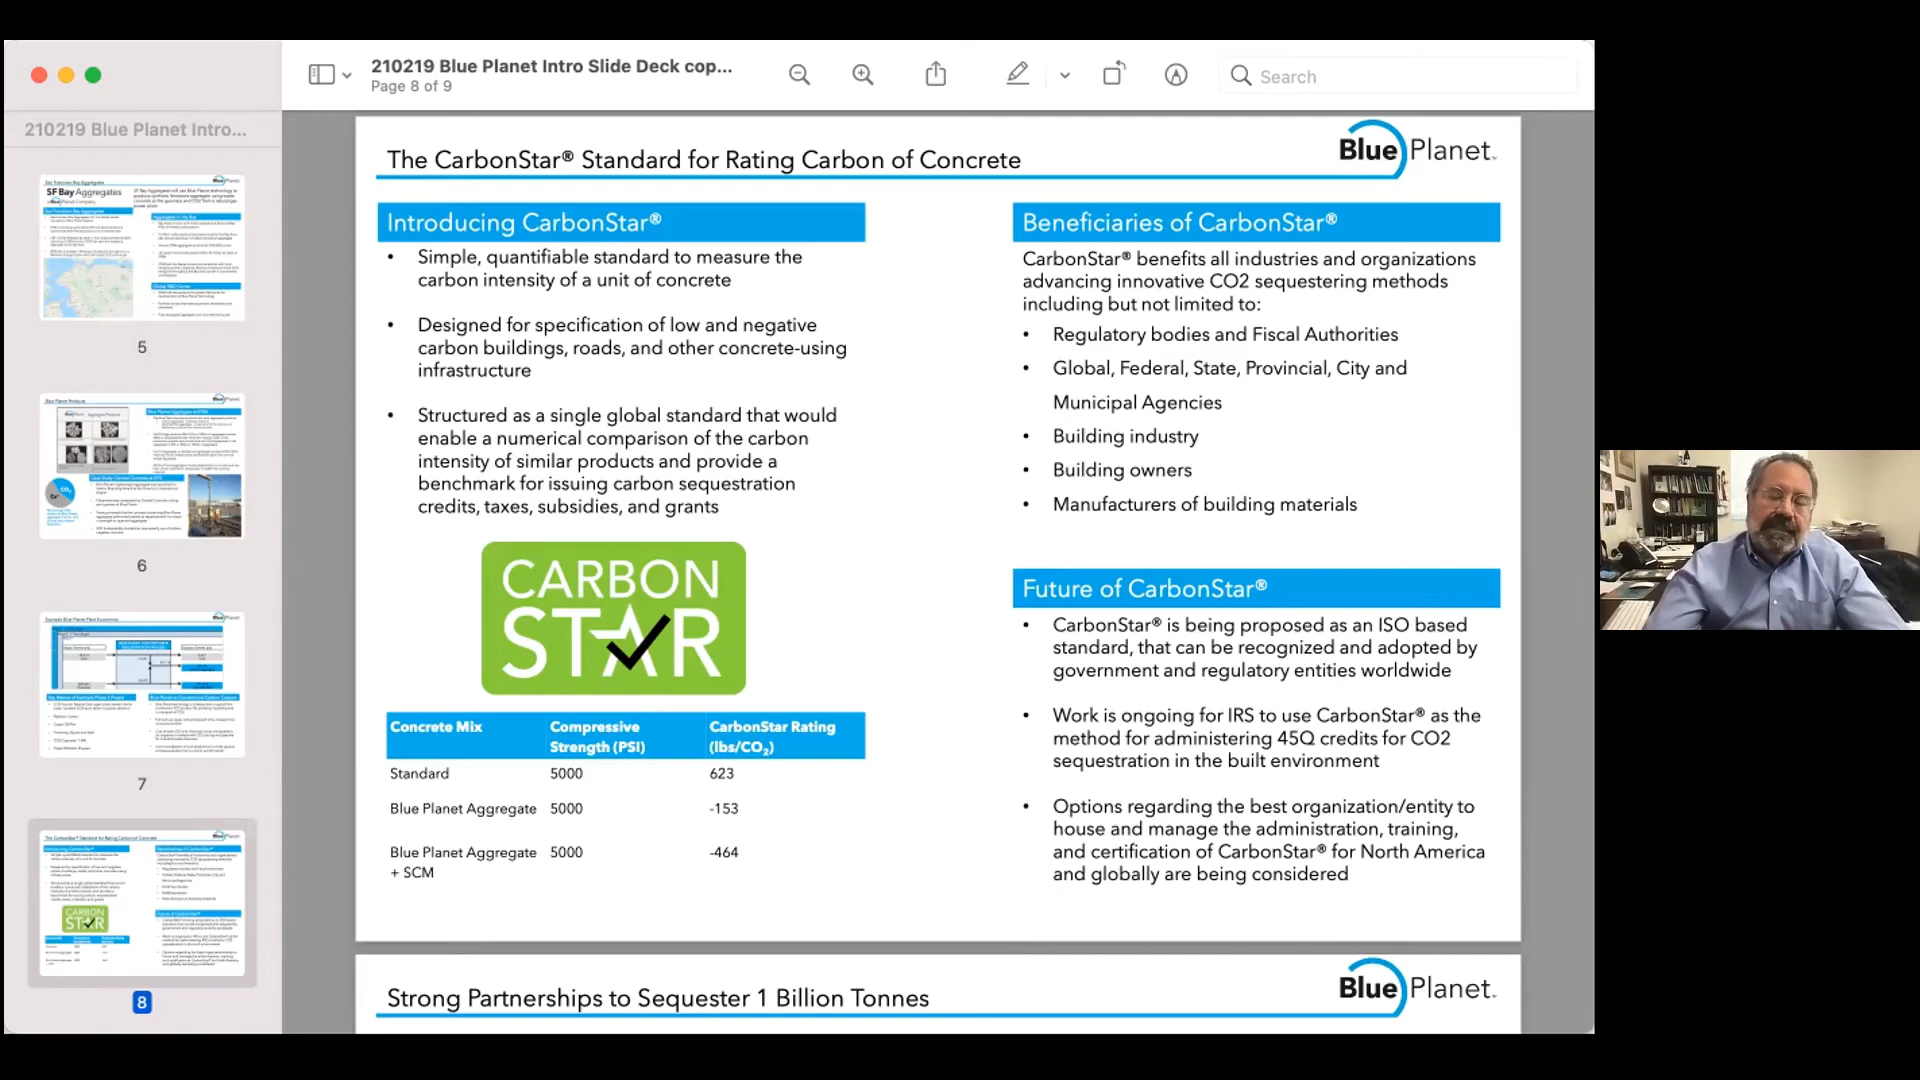 210219 Blue Planet Intro Slide Deck cop...
Page 8 of 9
Search
210219 Blue Planet Intro...
SF Bay Aggregates
5
6
7
8
The CarbonStar® Standard for Rating Carbon of Concrete
Blue Planet
Introducing CarbonStar®
• Simple, quantifiable standard to measure the
carbon intensity of a unit of concrete
• Designed for specification of low and negative
carbon buildings, roads, and other concrete-using
infrastructure
• Structured as a single global standard that would
enable a numerical comparison of the carbon
intensity of similar products and provide a
benchmark for issuing carbon sequestration
credits, taxes, subsidies, and grants
CARBON
STAR
Concrete Mix Compressive Strength (PSI) CarbonStar Rating (lbs/CO₂)
Standard 5000 623
Blue Planet Aggregate 5000 -153
Blue Planet Aggregate + SCM 5000 -464
Beneficiaries of CarbonStar®
CarbonStar® benefits all industries and organizations
advancing innovative CO2 sequestering methods
including but not limited to:
• Regulatory bodies and Fiscal Authorities
• Global, Federal, State, Provincial, City and
Municipal Agencies
• Building industry
• Building owners
• Manufacturers of building materials
Future of CarbonStar®
• CarbonStar® is being proposed as an ISO based
standard, that can be recognized and adopted by
government and regulatory entities worldwide
• Work is ongoing for IRS to use CarbonStar® as the
method for administering 45Q credits for CO2
sequestration in the built environment
• Options regarding the best organization/entity to
house and manage the administration, training,
and certification of CarbonStar® for North America
and globally are being considered
Strong Partnerships to Sequester 1 Billion Tonnes
Blue Planet